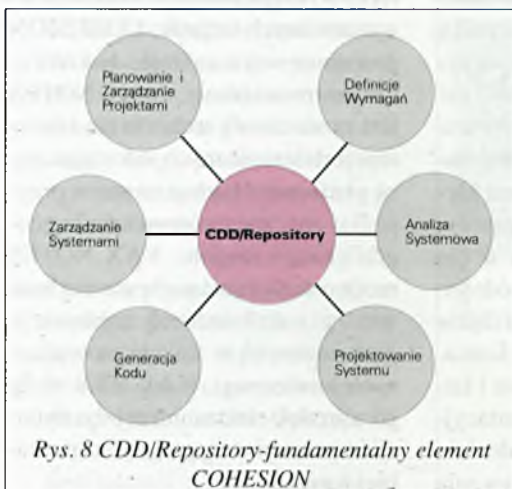 Planowanie i
Zarządzanie
Projektami
Definicje
Wymagań
Zarządzanie
Systemami
CDD/Repository
Analiza
Systemowa
Generacja
Kodu
Projektowanie
Systemu
Rys. 8 CDD/Repository-fundamentalny element
COHESION